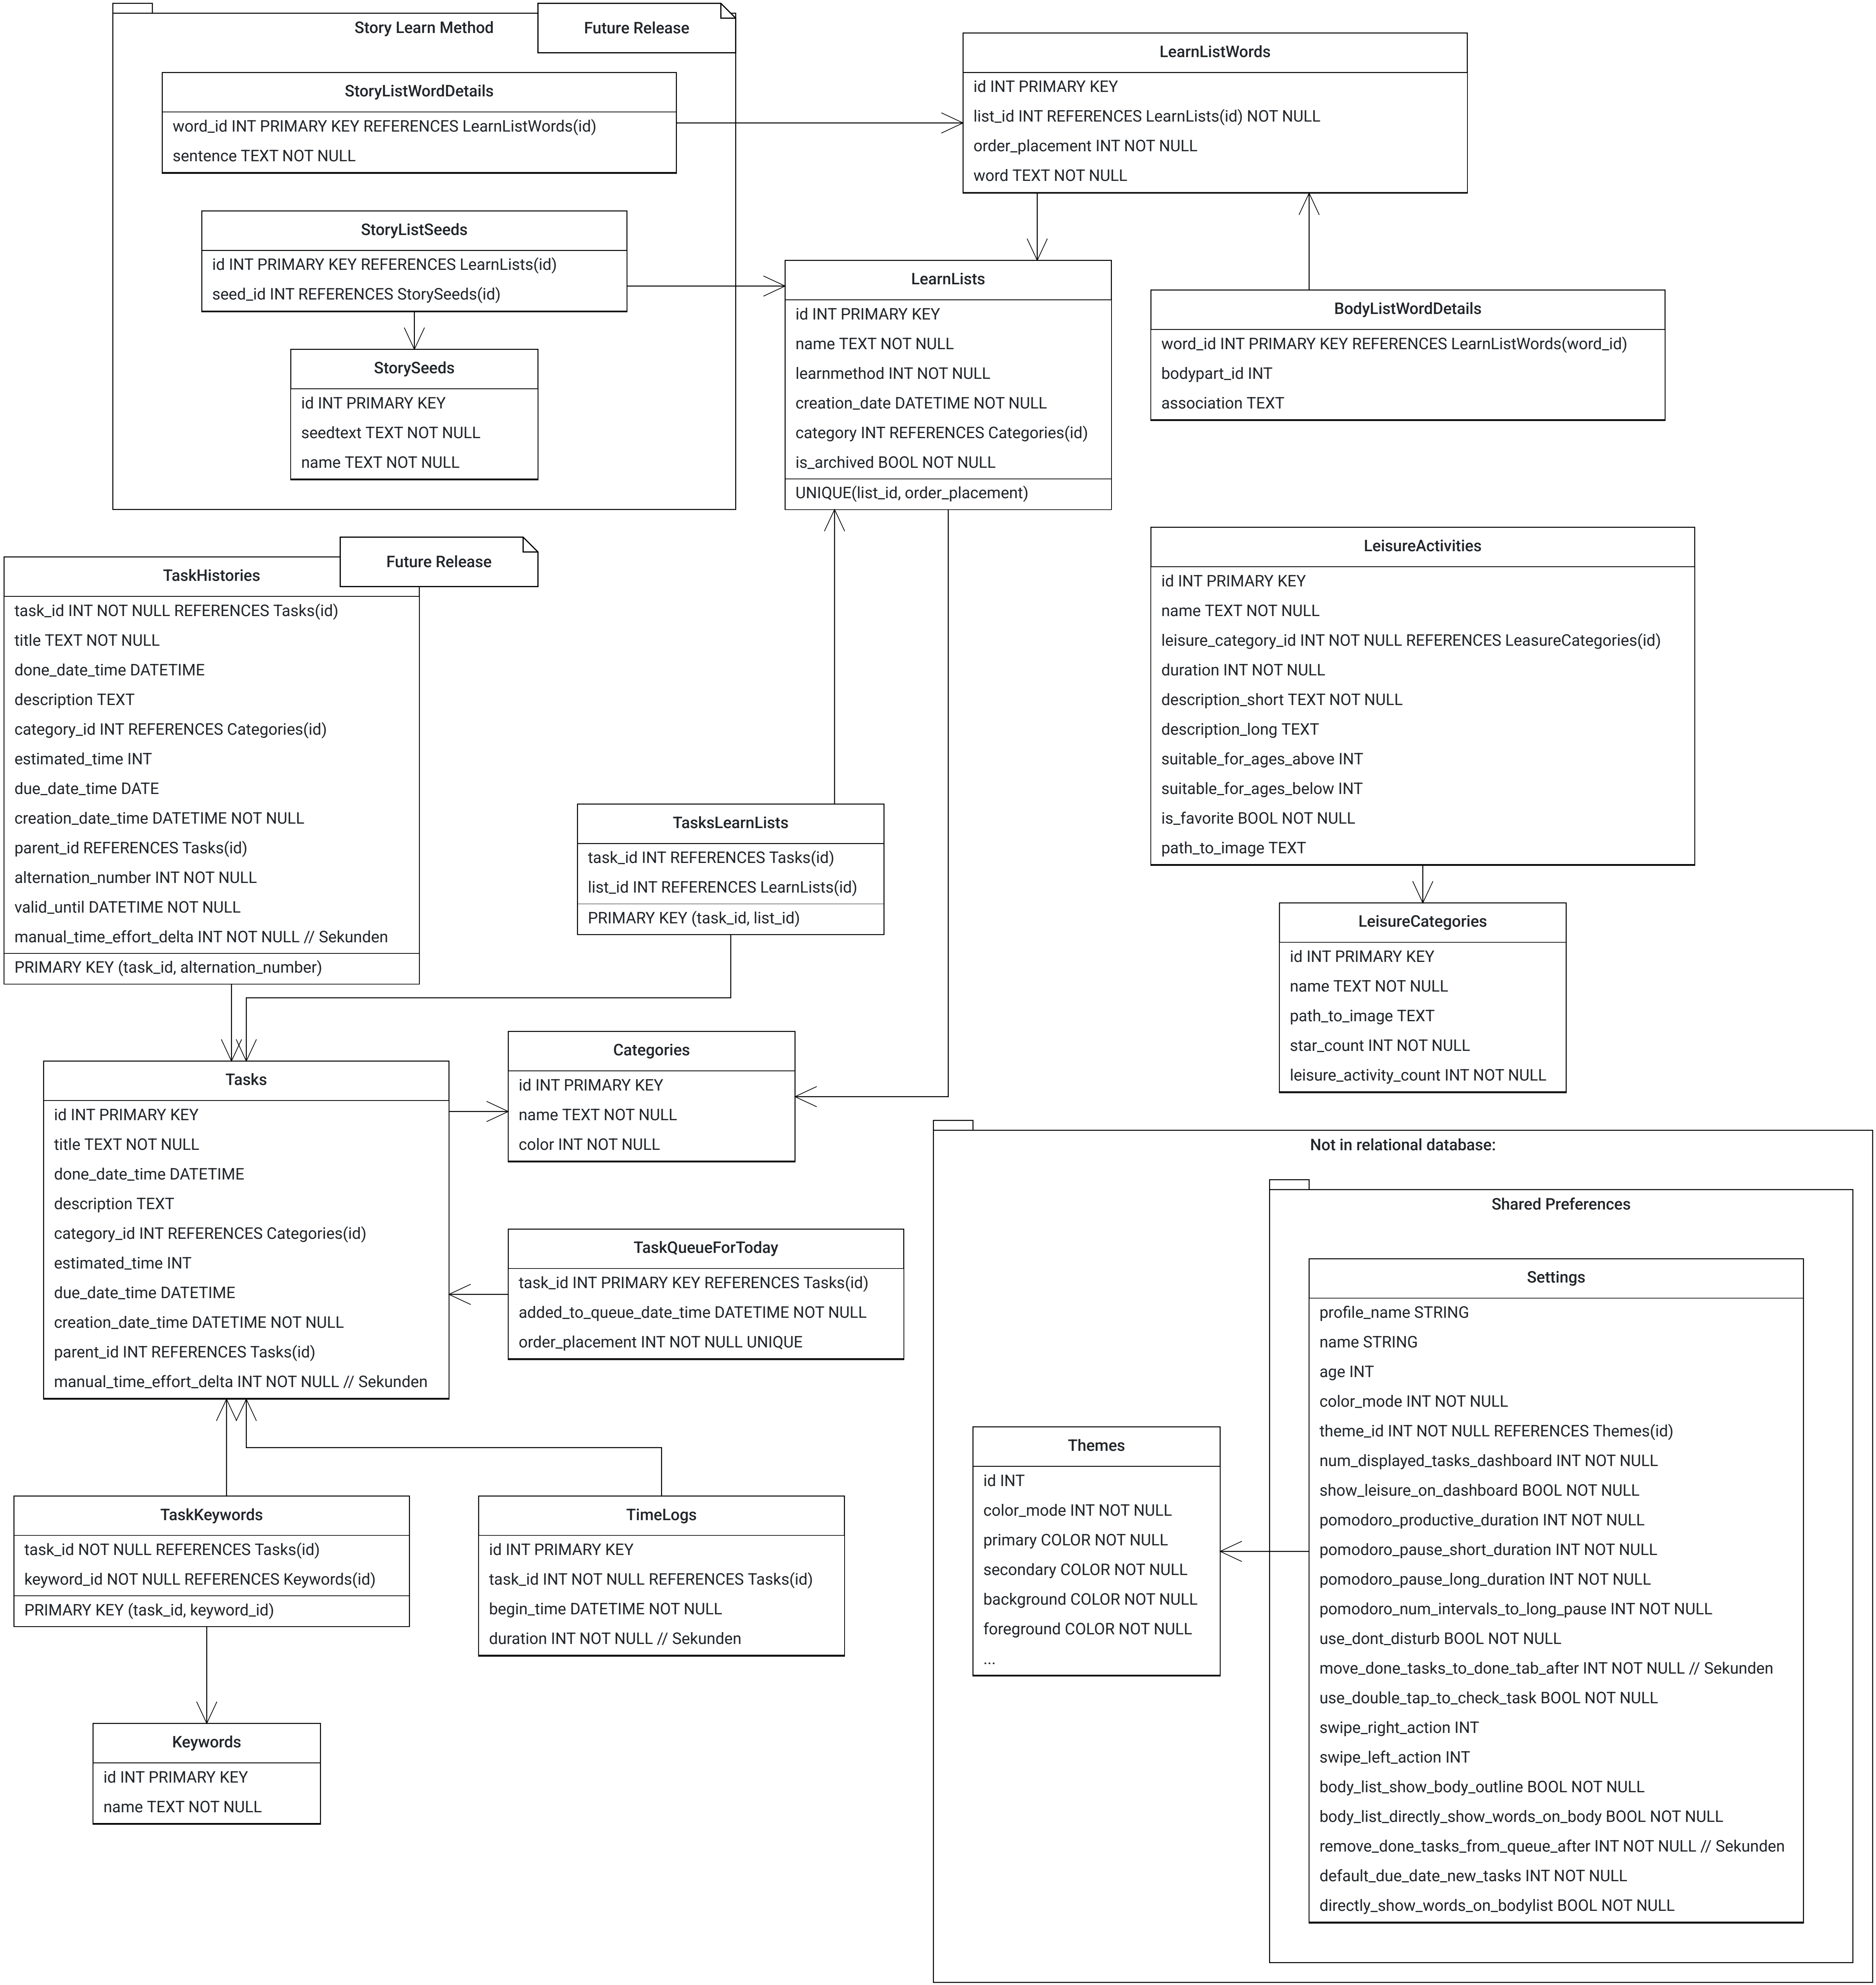 Story Learn Method
Future Release
StoryListWordDetails
word_id INT PRIMARY KEY REFERENCES LearnListWords(id)
sentence TEXT NOT NULL
StoryListSeeds
id INT PRIMARY KEY REFERENCES LearnLists(id)
seed_id INT REFERENCES StorySeeds(id)
StorySeeds
id INT PRIMARY KEY
seedtext TEXT NOT NULL
name TEXT NOT NULL
LearnListWords
id INT PRIMARY KEY
list_id INT REFERENCES LearnLists(id) NOT NULL
order_placement INT NOT NULL
word TEXT NOT NULL
LearnLists
id INT PRIMARY KEY
name TEXT NOT NULL
learnmethod INT NOT NULL
creation_date DATETIME NOT NULL
category INT REFERENCES Categories(id)
is_archived BOOL NOT NULL
UNIQUE(list_id, order_placement)
BodyListWordDetails
word_id INT PRIMARY KEY REFERENCES LearnListWords(word_id)
bodypart_id INT
association TEXT
TaskHistories
Future Release
task_id INT NOT NULL REFERENCES Tasks(id)
title TEXT NOT NULL
done_date_time DATETIME
description TEXT
category_id INT REFERENCES Categories(id)
estimated_time INT
due_date_time DATE
creation_date_time DATETIME NOT NULL
parent_id REFERENCES Tasks(id)
alternation_number INT NOT NULL
valid_until DATETIME NOT NULL
manual_time_effort_delta INT NOT NULL // Sekunden
PRIMARY KEY (task_id, alternation_number)
TasksLearnLists
task_id INT REFERENCES Tasks(id)
list_id INT REFERENCES LearnLists(id)
PRIMARY KEY (task_id, list_id)
LeisureActivities
id INT PRIMARY KEY
name TEXT NOT NULL
leisure_category_id INT NOT NULL REFERENCES LeasureCategories(id)
duration INT NOT NULL
description_short TEXT NOT NULL
description_long TEXT
suitable_for_ages_above INT
suitable_for_ages_below INT
is_favorite BOOL NOT NULL
path_to_image TEXT
LeisureCategories
id INT PRIMARY KEY
name TEXT NOT NULL
path_to_image TEXT
star_count INT NOT NULL
leisure_activity_count INT NOT NULL
Tasks
id INT PRIMARY KEY
title TEXT NOT NULL
done_date_time DATETIME
description TEXT
category_id INT REFERENCES Categories(id)
estimated_time INT
due_date_time DATETIME
creation_date_time DATETIME NOT NULL
parent_id INT REFERENCES Tasks(id)
manual_time_effort_delta INT NOT NULL // Sekunden
Categories
id INT PRIMARY KEY
name TEXT NOT NULL
color INT NOT NULL
TaskQueueForToday
task_id INT PRIMARY KEY REFERENCES Tasks(id)
added_to_queue_date_time DATETIME NOT NULL
order_placement INT NOT NULL UNIQUE
TaskKeywords
task_id NOT NULL REFERENCES Tasks(id)
keyword_id NOT NULL REFERENCES Keywords(id)
PRIMARY KEY (task_id, keyword_id)
TimeLogs
id INT PRIMARY KEY
task_id INT NOT NULL REFERENCES Tasks(id)
begin_time DATETIME NOT NULL
duration INT NOT NULL // Sekunden
Keywords
id INT PRIMARY KEY
name TEXT NOT NULL
Not in relational database:
Shared Preferences
Themes
id INT
color_mode INT NOT NULL
primary COLOR NOT NULL
secondary COLOR NOT NULL
background COLOR NOT NULL
foreground COLOR NOT NULL
...
Settings
profile_name STRING
name STRING
age INT
color_mode INT NOT NULL
theme_id INT NOT NULL REFERENCES Themes(id)
num_displayed_tasks_dashboard INT NOT NULL
show_leisure_on_dashboard BOOL NOT NULL
pomodoro_productive_duration INT NOT NULL
pomodoro_pause_short_duration INT NOT NULL
pomodoro_pause_long_duration INT NOT NULL
pomodoro_num_intervals_to_long_pause INT NOT NULL
use_dont_disturb BOOL NOT NULL
move_done_tasks_to_done_tab_after INT NOT NULL // Sekunden
use_double_tap_to_check_task BOOL NOT NULL
swipe_right_action INT
swipe_left_action INT
body_list_show_body_outline BOOL NOT NULL
body_list_directly_show_words_on_body BOOL NOT NULL
remove_done_tasks_from_queue_after INT NOT NULL // Sekunden
default_due_date_new_tasks INT NOT NULL
directly_show_words_on_bodylist BOOL NOT NULL